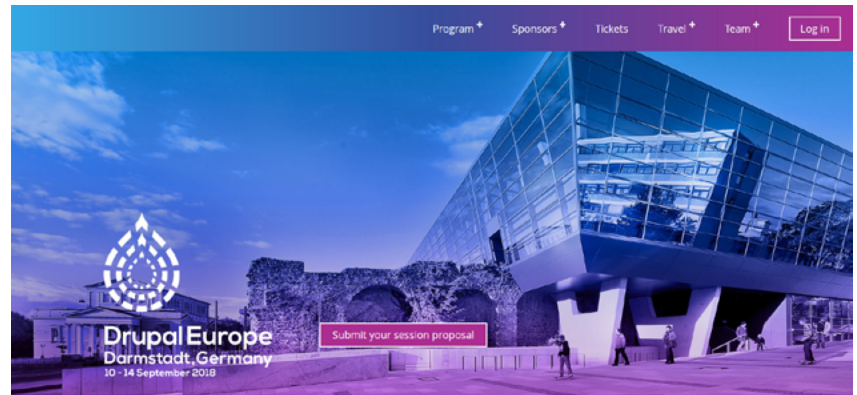 Program +
Sponsors +
Tickets
Travel +
Team +
Log in
Submit your session proposal
Drupal Europe
Darmstadt, Germany
10 - 14 September 2018